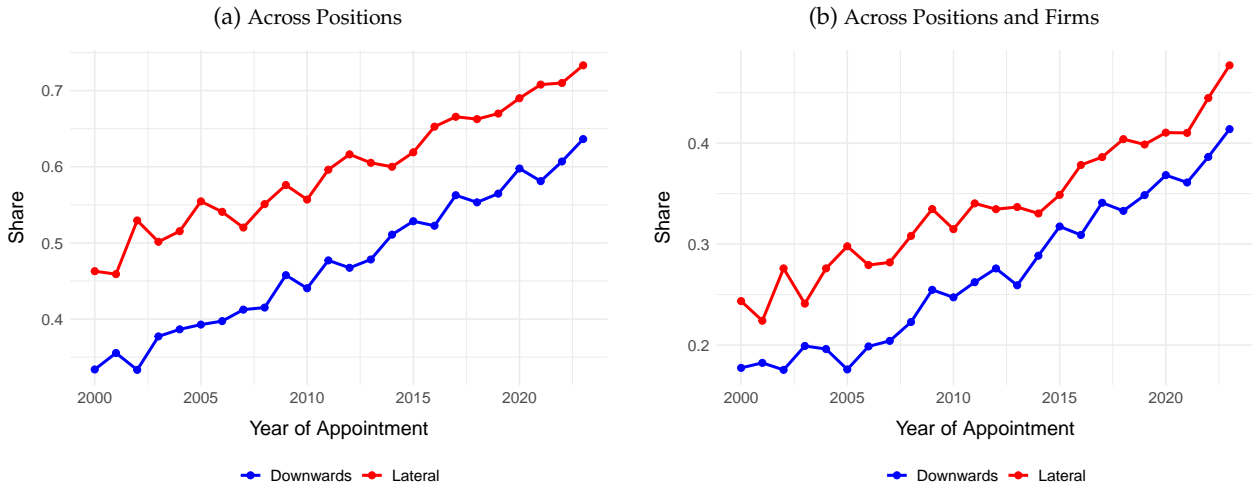 (a) Across Positions
0.7
0.6
0.5
0.4
Share
2000 2005 2010 2015 2020
Year of Appointment
Downwards Lateral
(b) Across Positions and Firms
0.4
0.3
0.2
Share
2000 2005 2010 2015 2020
Year of Appointment
Downwards Lateral